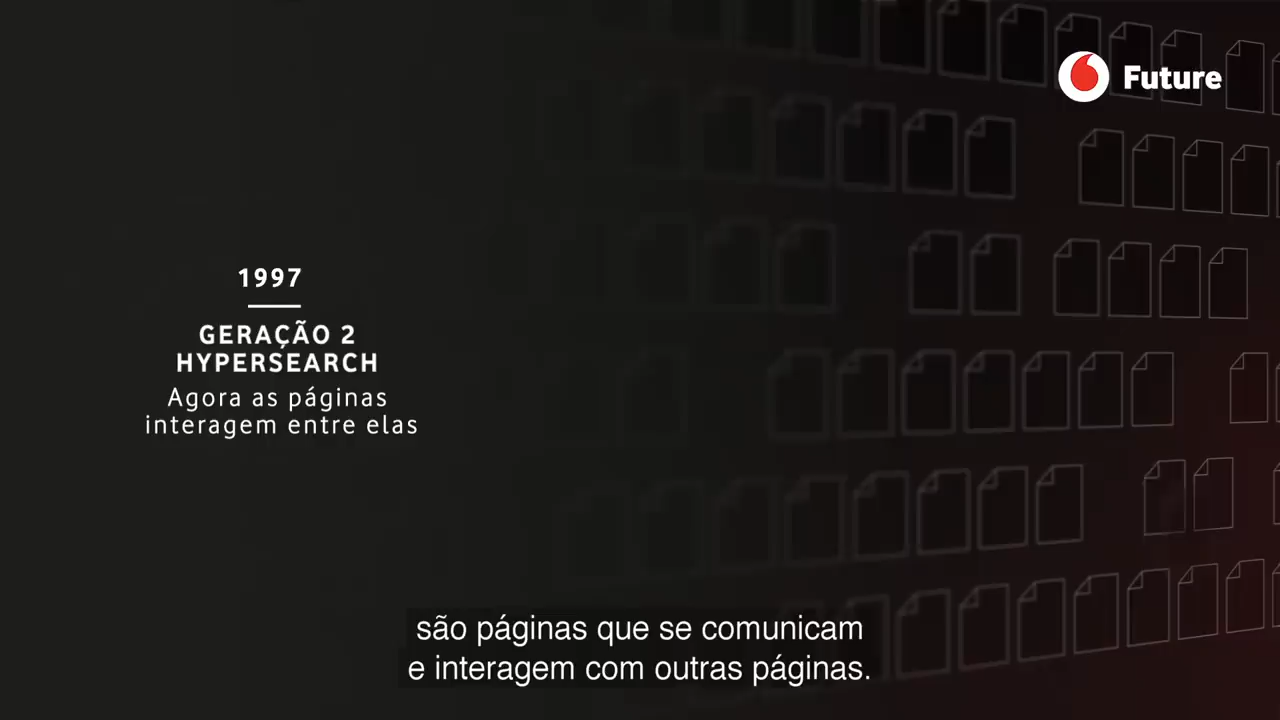 Future
1997
GERAÇÃO 2
HYPERSEARCH
Agora as páginas
interagem entre elas
são páginas que se comunicam
e interagem com outras páginas.